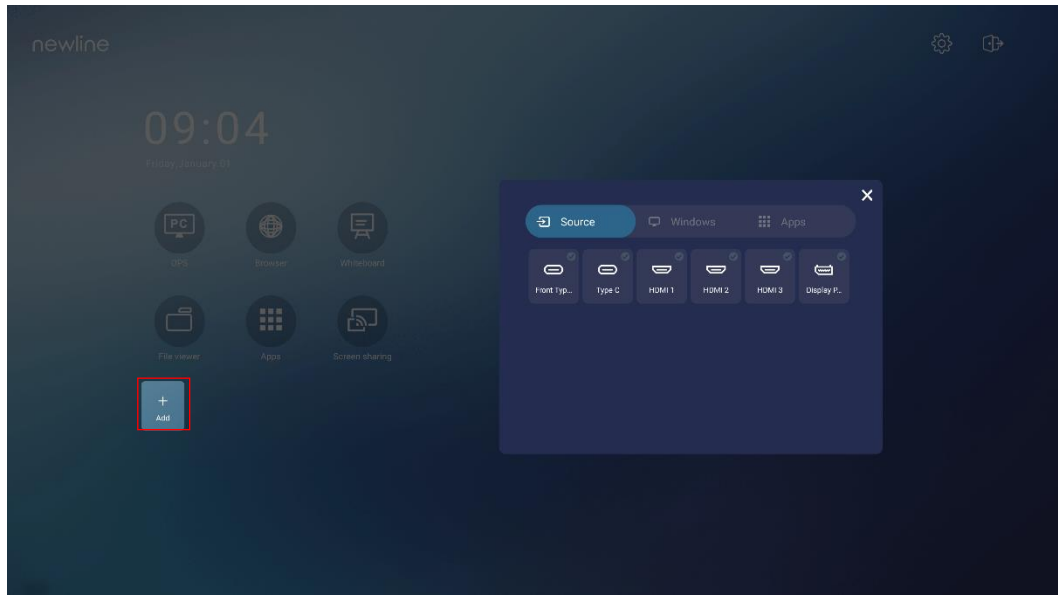 newline
09:04
Friday, January 01
Source
Windows
Apps
PC
OPS
Browser
Whiteboard
Front Typ...
Type C
HDMI 1
HDMI 2
HDMI 3
Display P...
File viewer
Apps
Screen sharing
Add